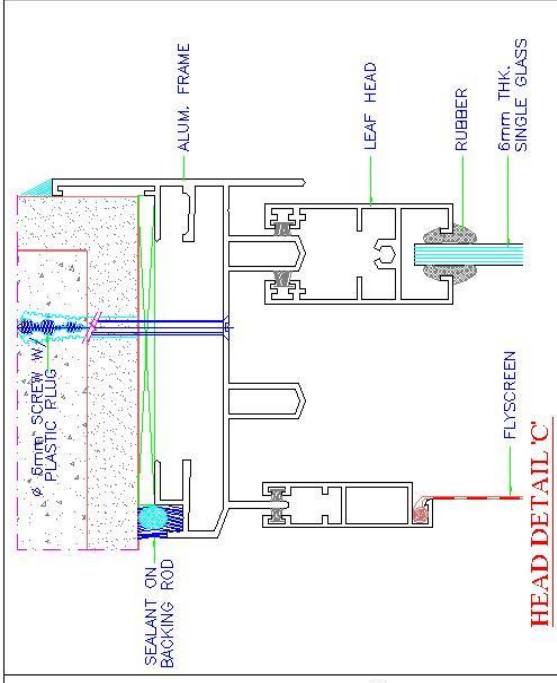 ALUM. FRAME
LEAF HEAD
RUBBER
6mm THK.
SINGLE GLASS
ϕ 6mm SCREW W/
PLASTIC PLUG
SEALANT ON
BACKING ROD
FLYSCREEN
HEAD DETAIL 'C'